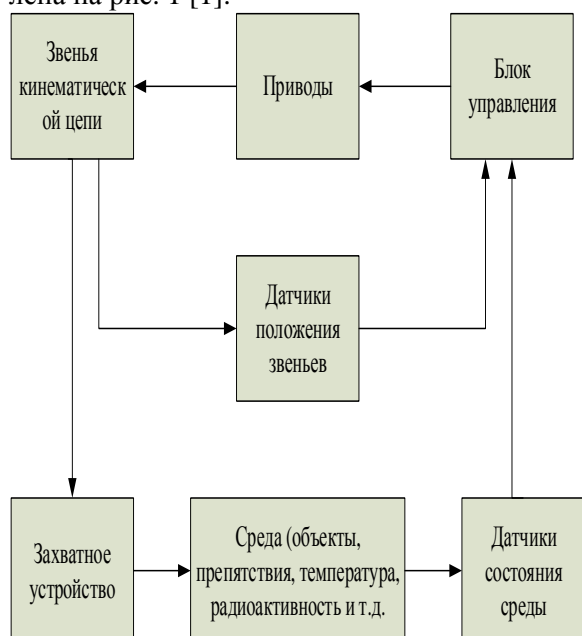 лена на рис. 1 [1].
Звенья
кинематическ
ой цепи
Приводы
Блок
управления
Датчики
положения
звеньев
Захватное
устройство
Среда (объекты,
препятствия, температура,
радиоактивность и т.д.
Датчики
состояния
среды